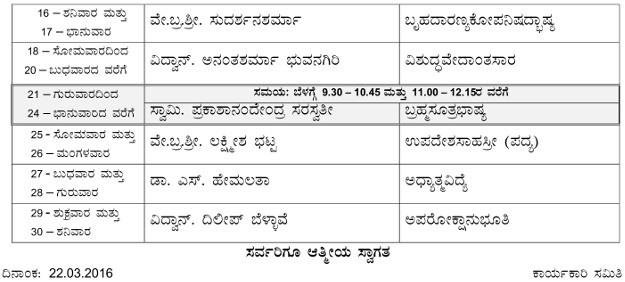 16 – ಶನಿವಾರ ಮತ್ತು
17 – ಭಾನುವಾರ
ವೇ.ಬ್ರ.ಶ್ರೀ. ಸುದರ್ಶನಶರ್ಮಾ
ಬೃಹದಾರಣ್ಯಕೋಪನಿಷದ್ಭಾಷ್ಯ
18 – ಸೋಮವಾರದಿಂದ
20 – ಬುಧವಾರದ ವರೆಗೆ
ವಿದ್ವಾನ್. ಅನಂತಶರ್ಮಾ ಭುವನಗಿರಿ
ವಿಶುದ್ಧವೇದಾಂತಸಾರ
21 – ಗುರುವಾರದಿಂದ
24 – ಭಾನುವಾರಿದ ವರೆಗೆ
ಸಮಯ: ಬೆಳಗ್ಗೆ 9.30 – 10.45 ಮತ್ತು 11.00 – 12.15ರ ವರೆಗೆ
ಸ್ವಾಮಿ. ಪ್ರಕಾಶಾನಂದೇಂದ್ರ ಸರಸ್ವತೀ
ಬ್ರಹ್ಮಸೂತ್ರಭಾಷ್ಯ
25 - ಸೋಮವಾರ ಮತ್ತು
26 – ಮಂಗಳವಾರ
ವೇ.ಬ್ರ.ಶ್ರೀ. ಲಕ್ಷ್ಮೀಶ ಭಟ್ಟ
ಉಪದೇಶಸಾಹಸ್ರೀ (ಪದ್ಯ)
27 - ಬುಧವಾರ ಮತ್ತು
28 – ಗುರುವಾರ
ಡಾ. ಎಸ್. ಹೇಮಲತಾ
ಅಧ್ಯಾತ್ಮವಿದ್ಯೆ
29 - ಶುಕ್ರವಾರ ಮತ್ತು
30 – ಶನಿವಾರ
ವಿದ್ವಾನ್. ದಿಲೀಪ್ ಬೆಳ್ಳಾವೆ
ಅಪರೋಕ್ಷಾನುಭೂತಿ
ಸರ್ವರಿಗೂ ಆತ್ಮೀಯ ಸ್ವಾಗತ
ದಿನಾಂಕ: 22.03.2016
ಕಾರ್ಯಕಾರಿ ಸಮಿತಿ